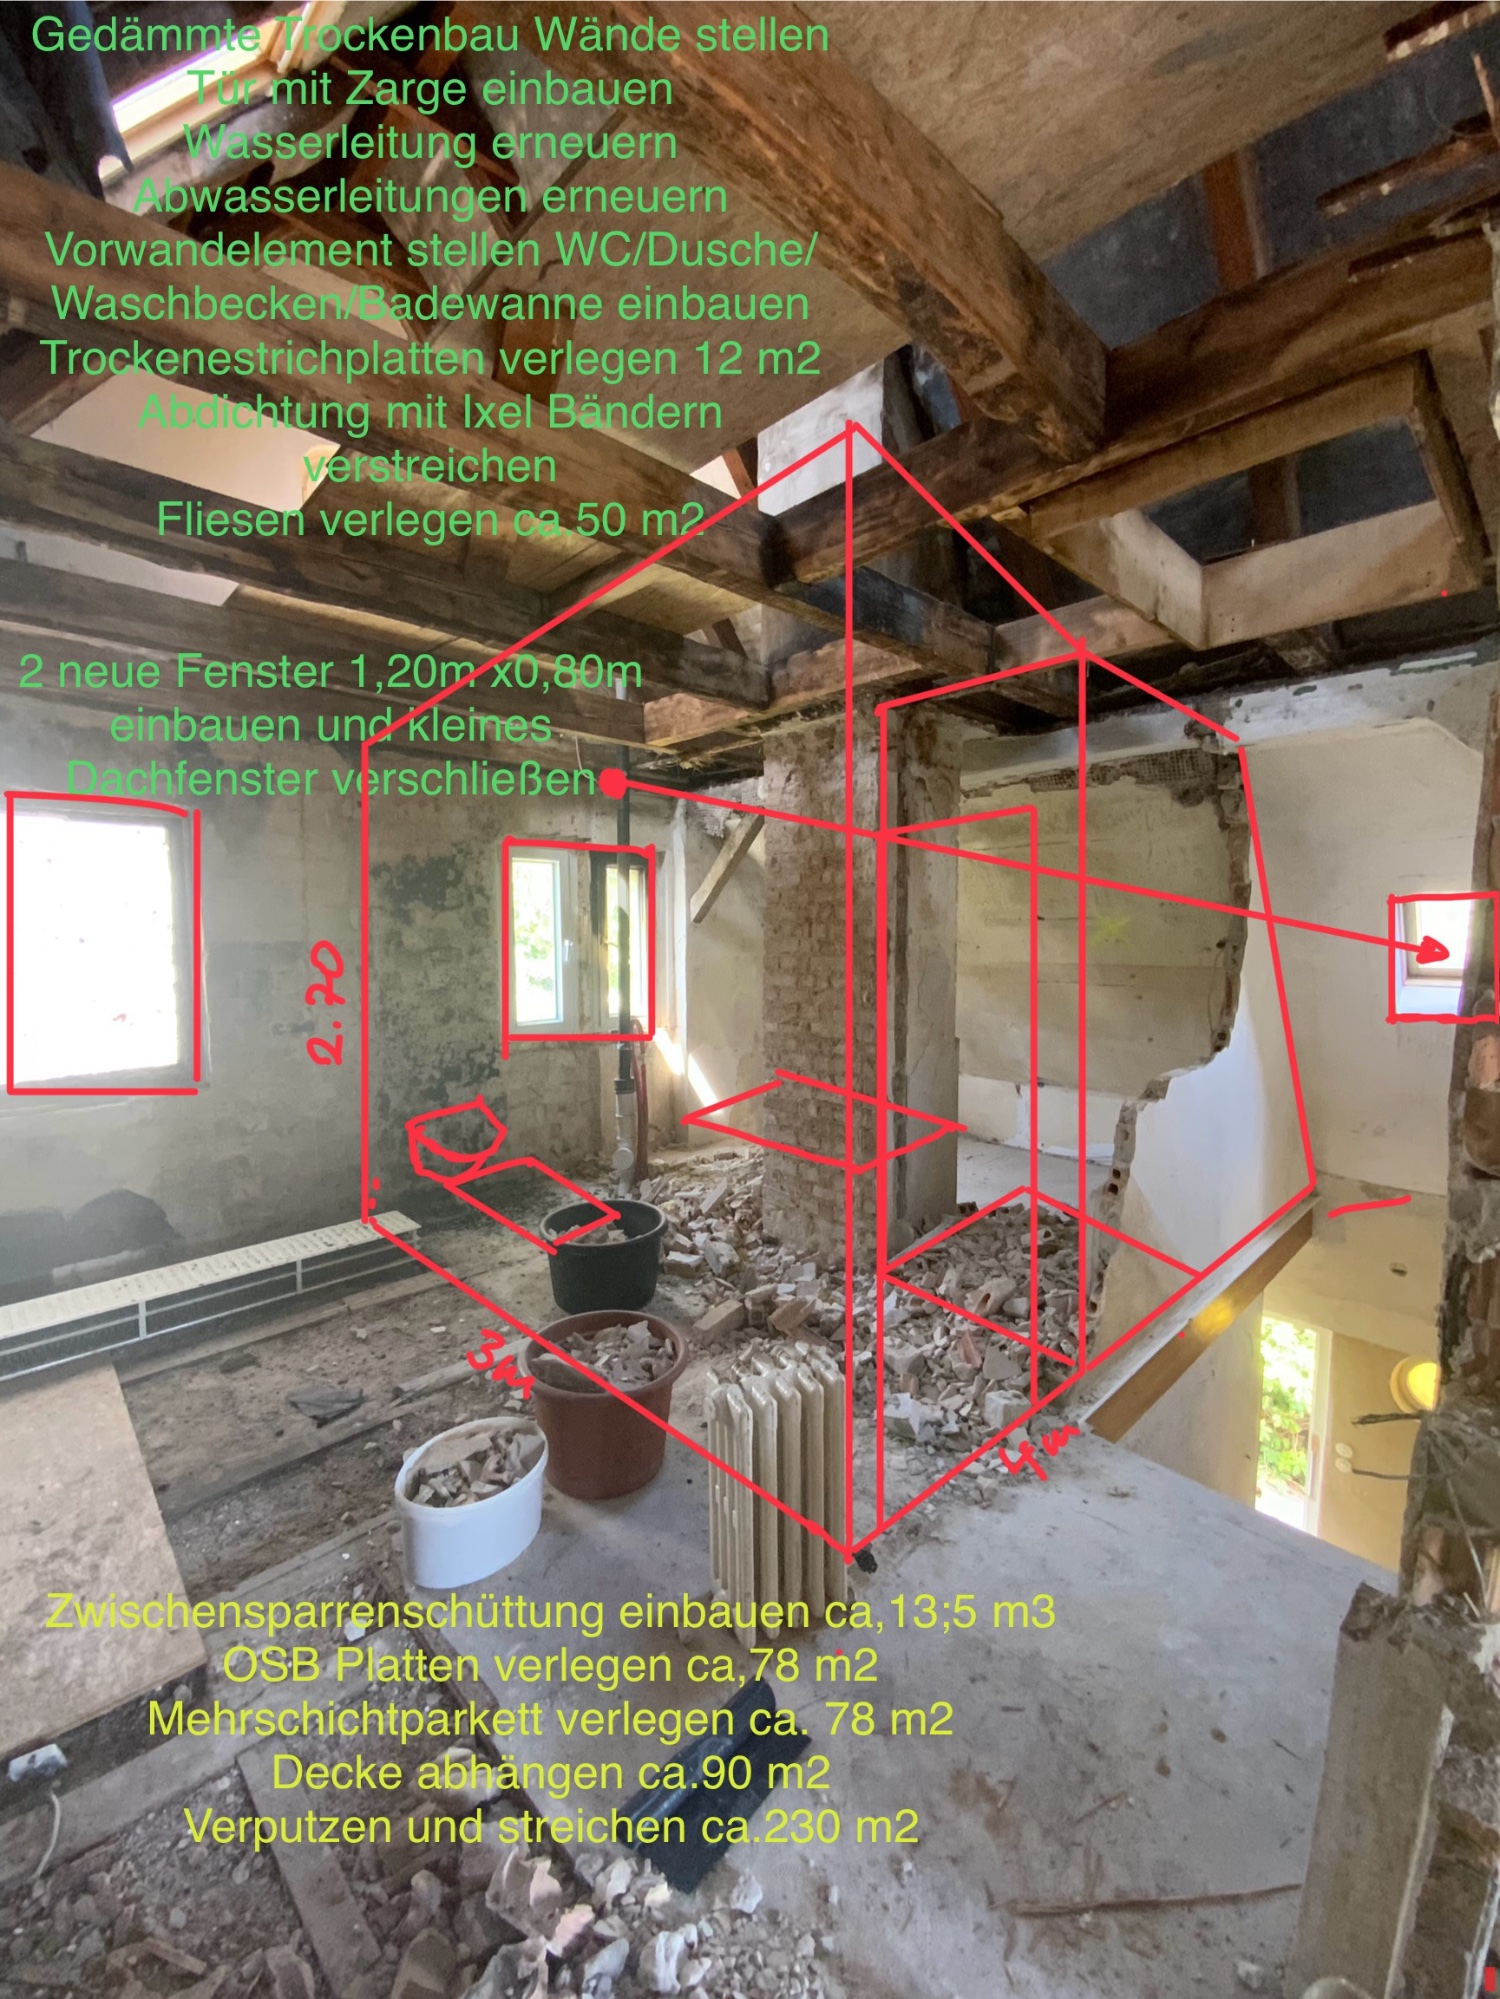 Gedämmte Trockenbau Wände stellen
Tür mit Zarge einbauen
Wasserleitung erneuern
Abwasserleitungen erneuern
Vorwandelement stellen WC/Dusche/
Waschbecken/Badewanne einbauen
Trockenestrichplatten verlegen 12 m2
Abdichtung mit Ixel Bändern
verstreichen
Fliesen verlegen ca.50 m2
2 neue Fenster 1,20m x0,80m
einbauen und kleines
Dachfenster verschließen
2.70
3m
4m
Zwischensparrenschüttung einbauen ca,13;5 m3
OSB Platten verlegen ca,78 m2
Mehrschichtparkett verlegen ca. 78 m2
Decke abhängen ca.90 m2
Verputzen und streichen ca.230 m2